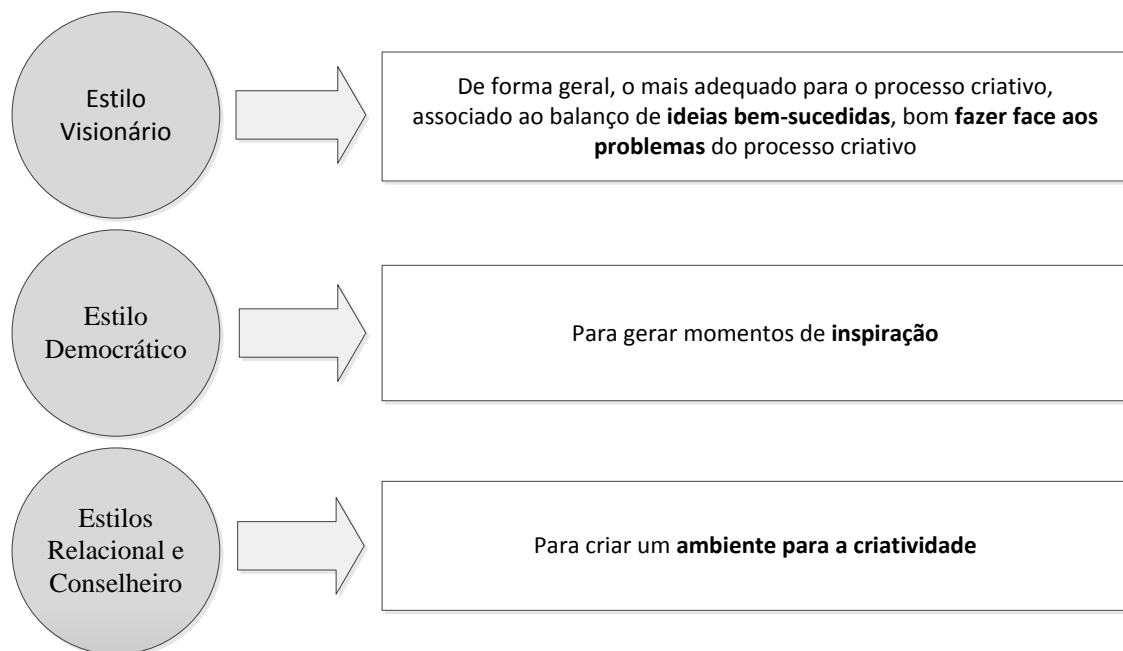 Estilo
Visionário
De forma geral, o mais adequado para o processo criativo,
associado ao balanço de ideias bem-sucedidas, bom fazer face aos
problemas do processo criativo
Estilo
Democrático
Para gerar momentos de inspiração
Estilos
Relacional e
Conselheiro
Para criar um ambiente para a criatividade